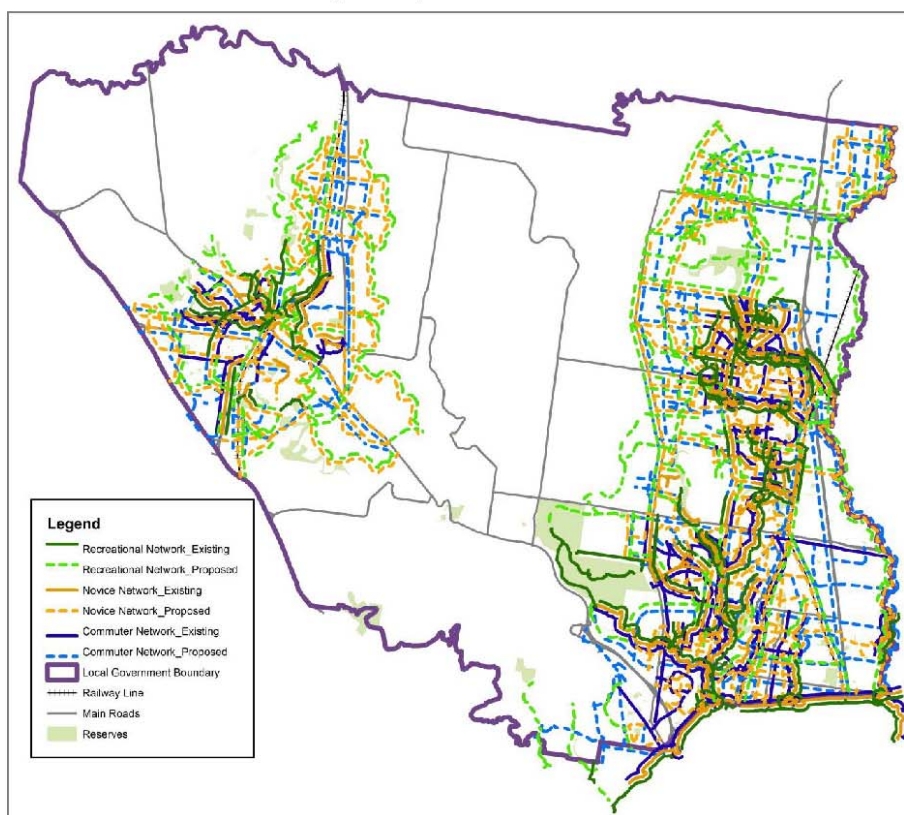 Legend
Recreational Network_Existing
Recreational Network_Proposed
Novice Network_Existing
Novice Network_Proposed
Commuter Network_Existing
Commuter Network_Proposed
Local Government Boundary
Railway Line
Main Roads
Reserves